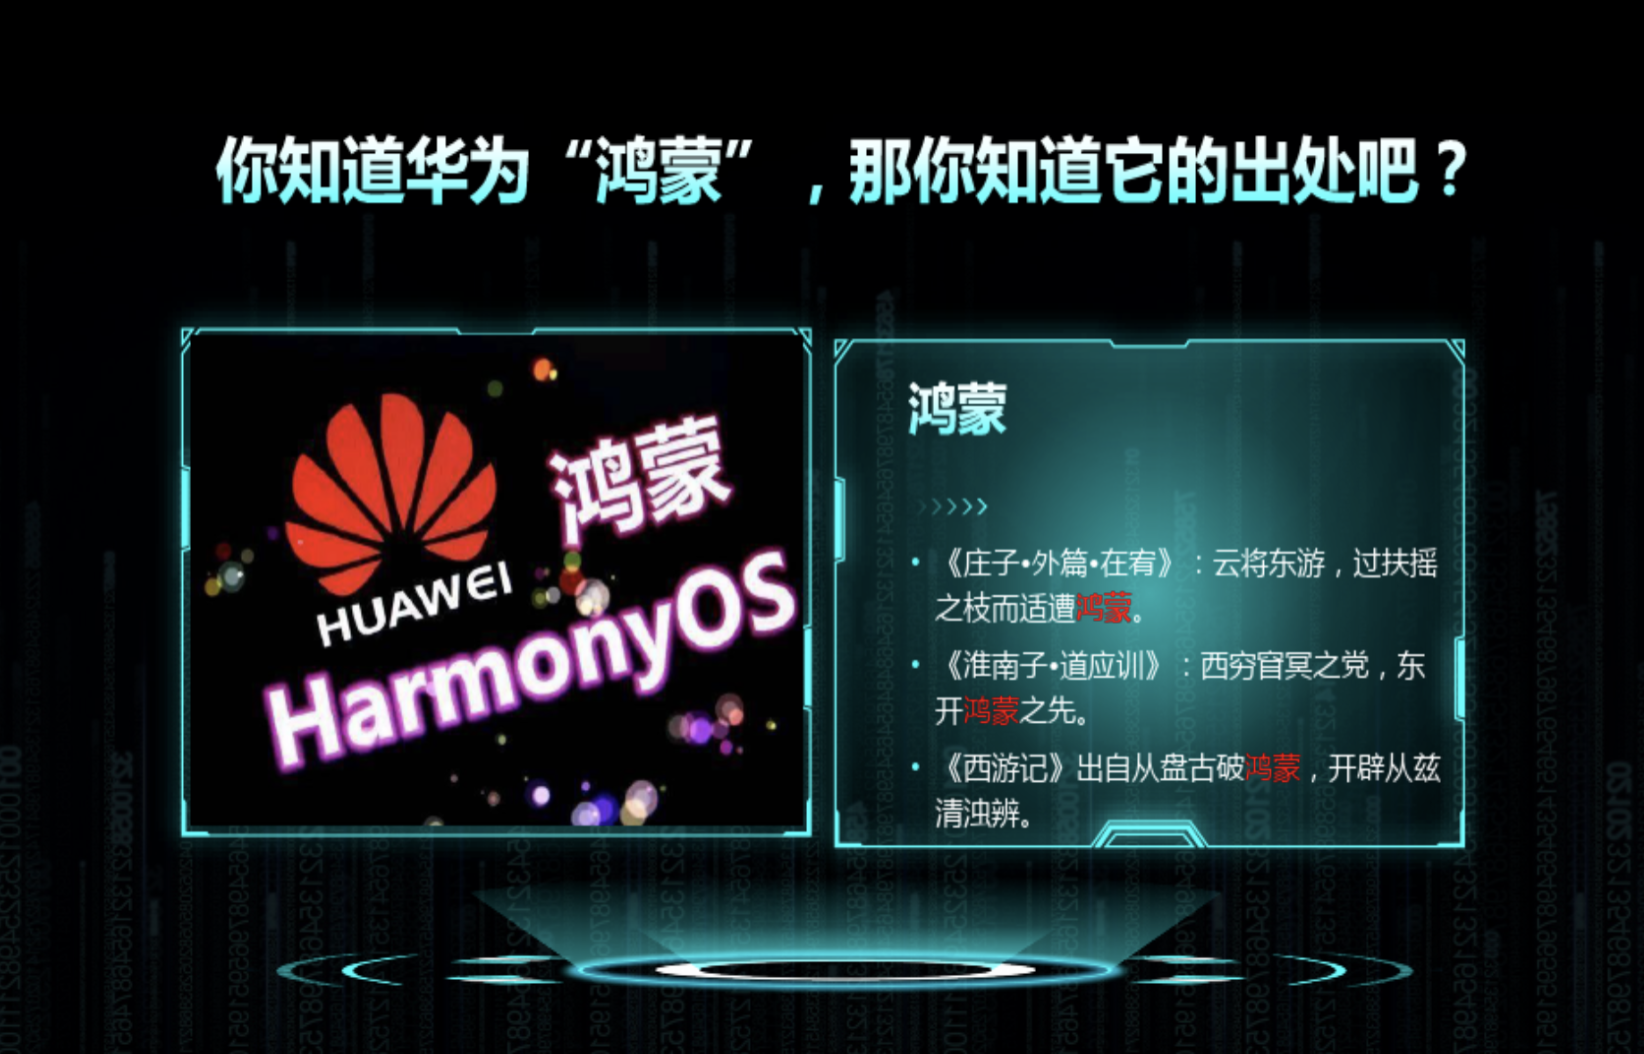 你知道华为“鸿蒙”，那你知道它的出处吧？
HUAWEI
鸿蒙
HarmonyOS
鸿蒙
《庄子•外篇•在宥》：云将东游，过扶摇
之枝而适遭鸿蒙。
《淮南子•道应训》：西穷窅冥之党，东
开鸿蒙之先。
《西游记》出自从盘古破鸿蒙，开辟从兹
清浊辨。